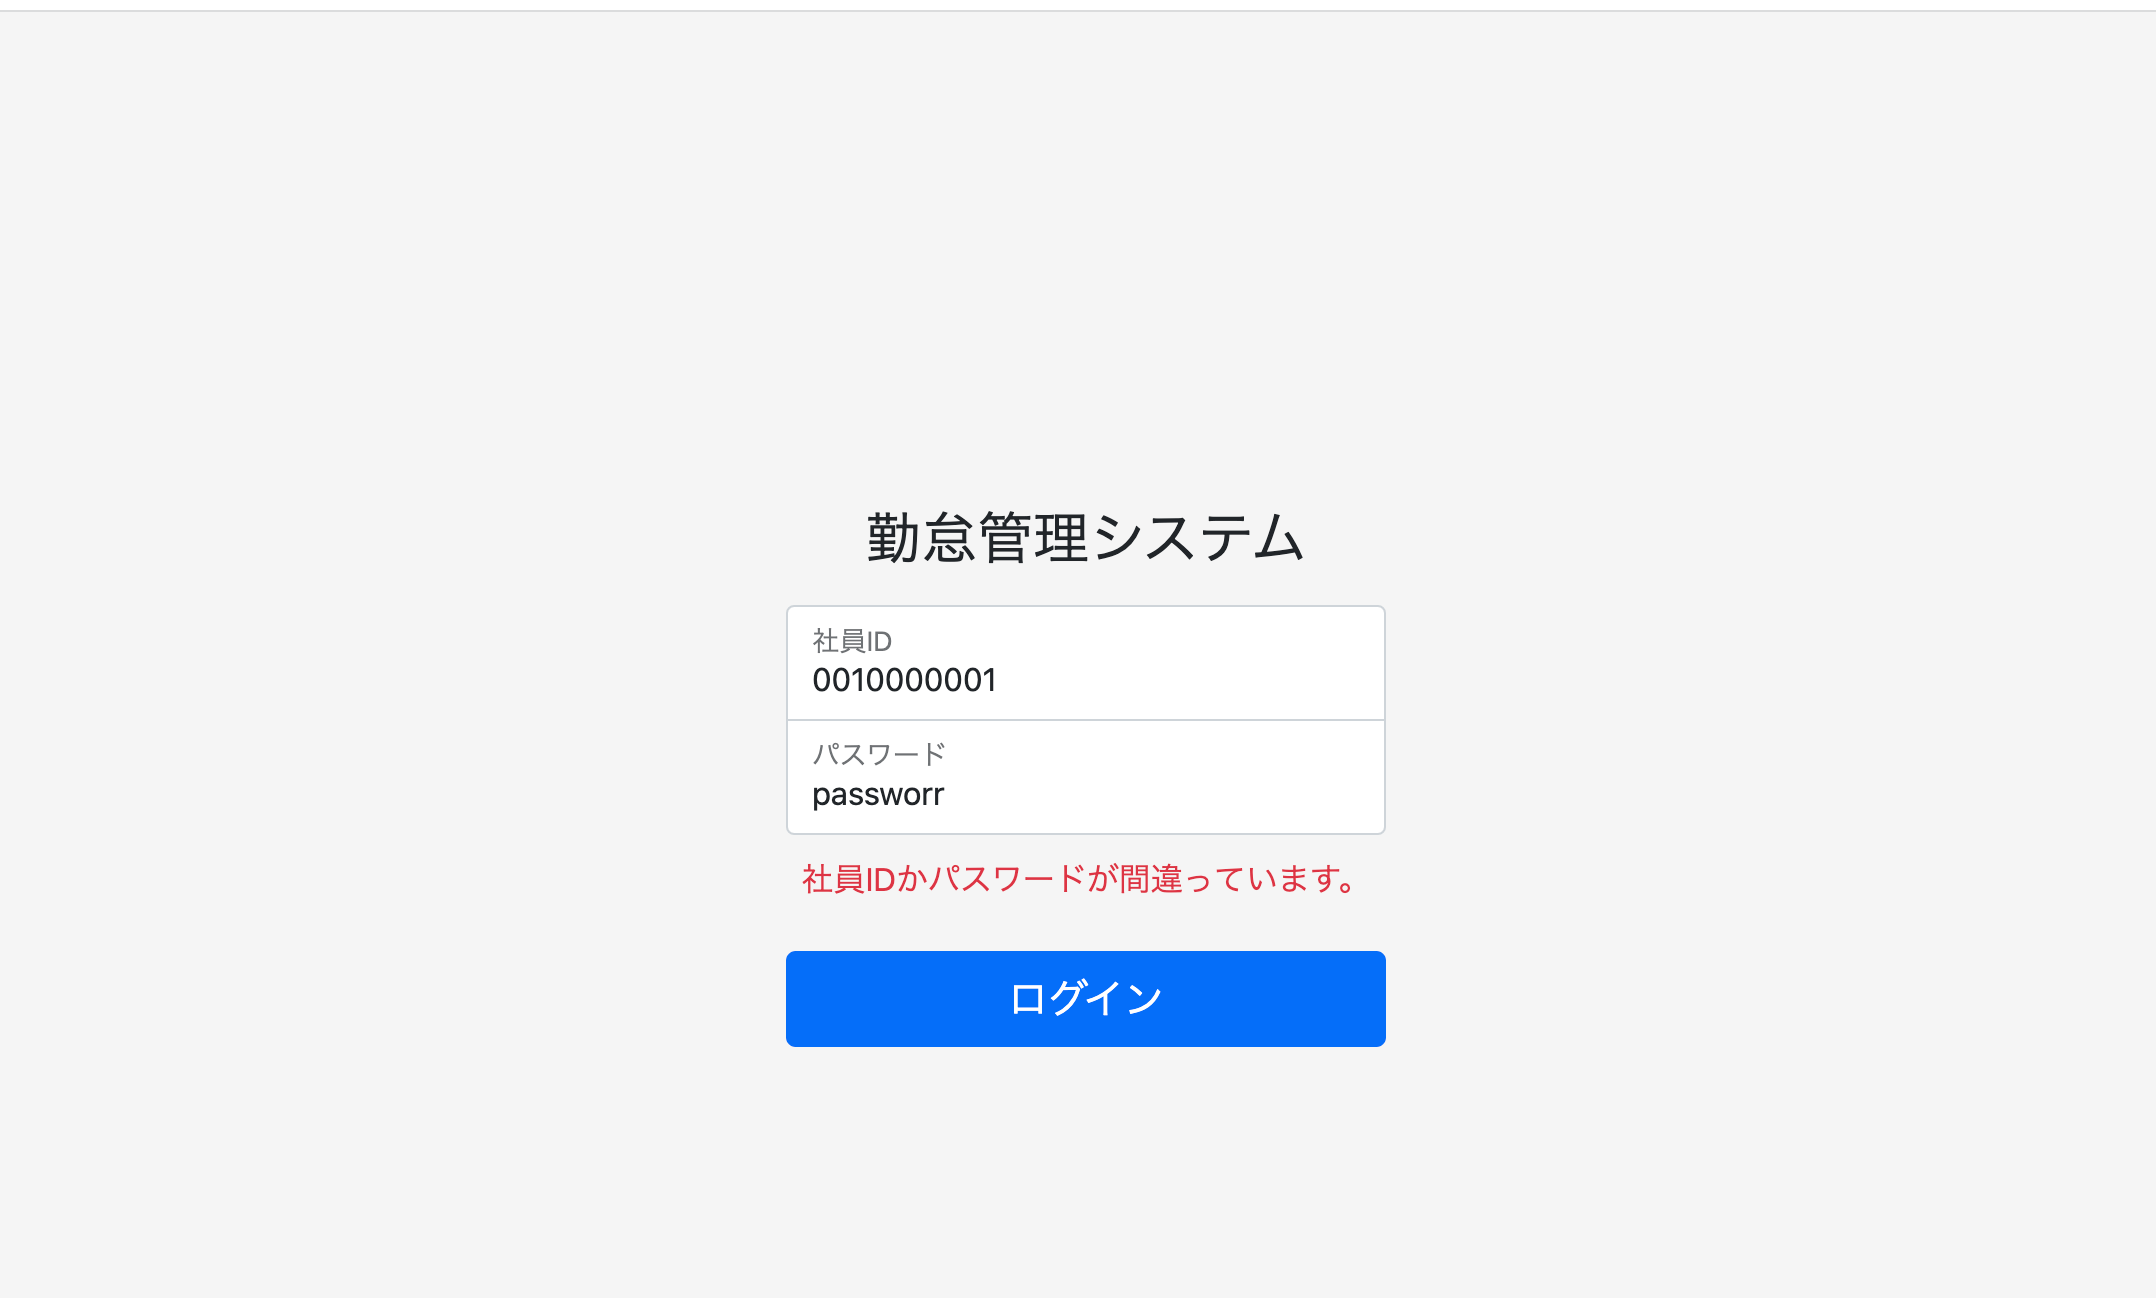 勤怠管理システム
社員ID
0010000001
パスワード
passworr
社員IDかパスワードが間違っています。
ログイン